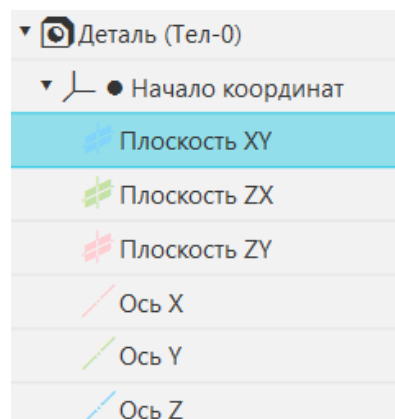 Деталь (Тел-0)
Начало координат
Плоскость XY
Плоскость ZX
Плоскость ZY
Ось X
Ось Y
Ось Z